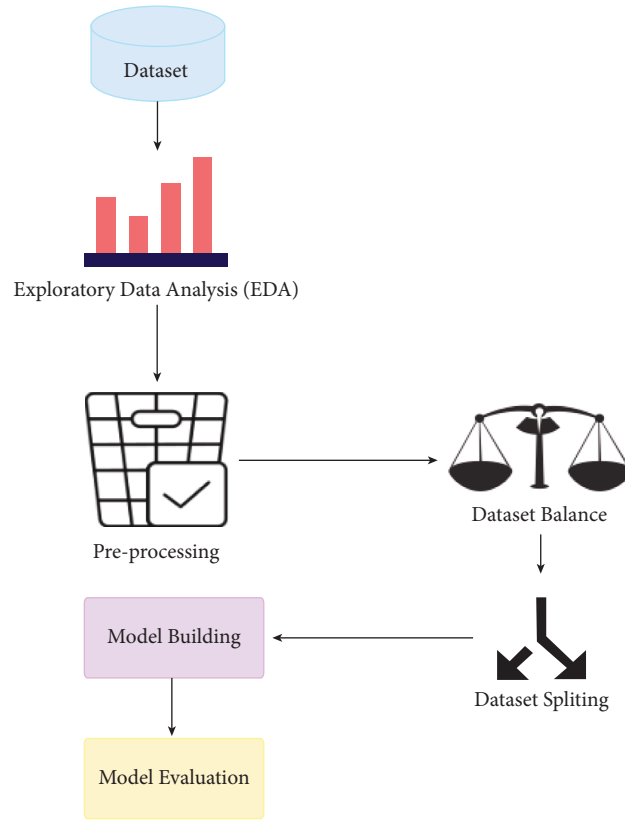 Dataset
Exploratory Data Analysis (EDA)
Pre-processing
Dataset Balance
Dataset Spliting
Model Building
Model Evaluation